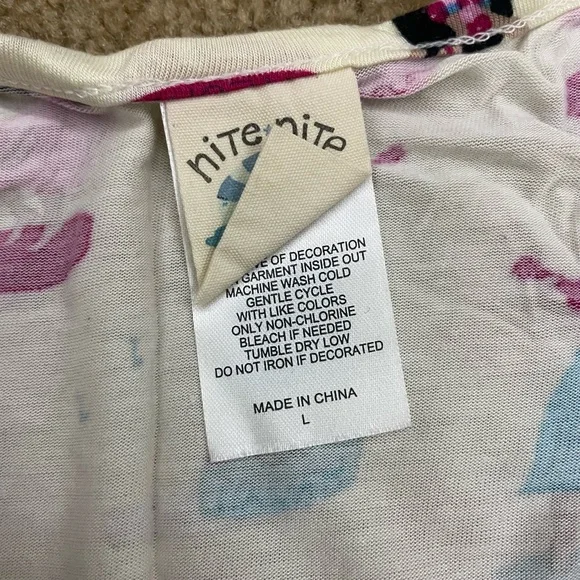 nite nite
OF DECORATION
GARMENT INSIDE OUT
MACHINE WASH COLD
GENTLE CYCLE
WITH LIKE COLORS
ONLY NON-CHLORINE
BLEACH IF NEEDED
TUMBLE DRY LOW
DO NOT IRON IF DECORATED
MADE IN CHINA
L